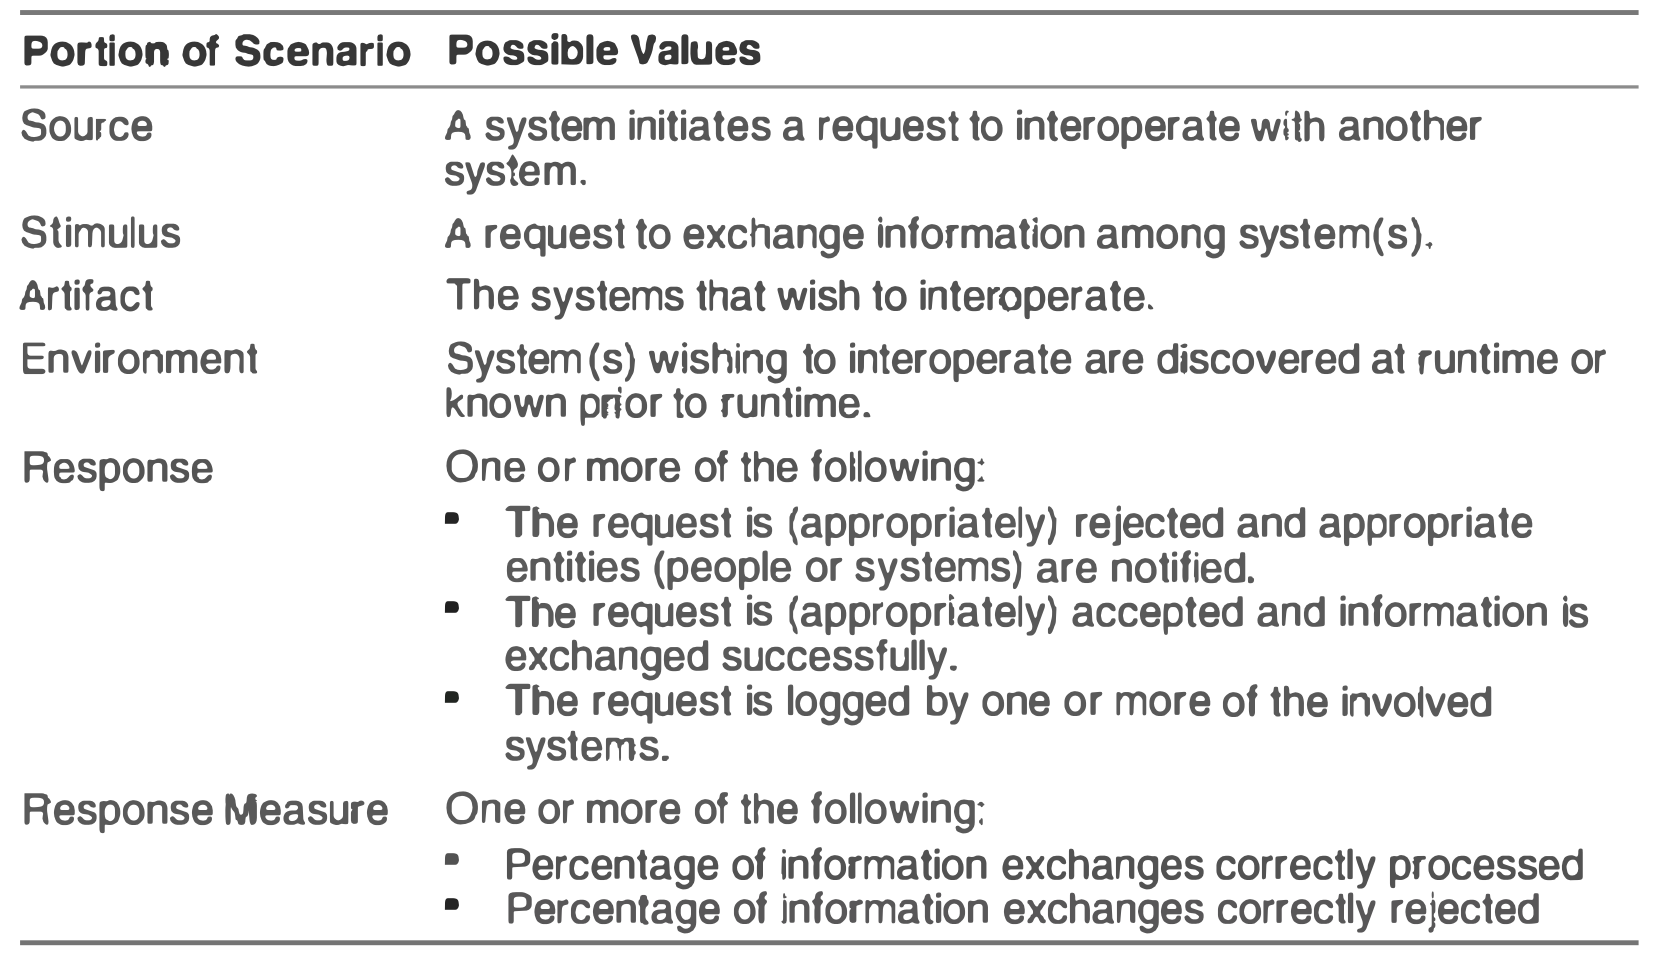 Portion of Scenario Possible Values
Source A system initiates a request to interoperate with another
system.
Stimulus A request to exchange information among system(s).
Artifact The systems that wish to interoperate.
Environment System(s) wishing to interoperate are discovered at runtime or
known prior to runtime.
Response One or more of the following:
▪ The request is (appropriately) rejected and appropriate
entities (people or systems) are notified.
▪ The request is (appropriately) accepted and information is
exchanged successfully.
▪ The request is logged by one or more of the involved
systems.
Response Measure One or more of the following:
▪ Percentage of information exchanges correctly processed
▪ Percentage of information exchanges correctly rejected